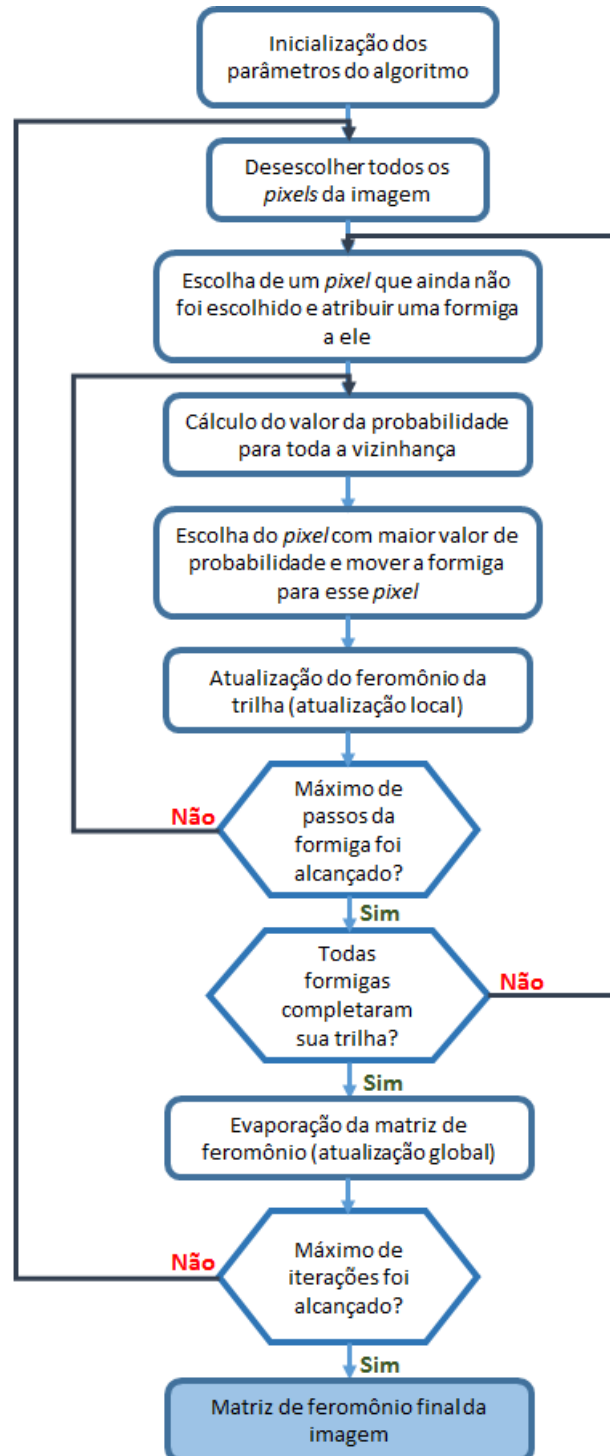 Inicialização dos
parâmetros do algoritmo
Desescolher todos os
pixels da imagem
Escolha de um pixel que ainda não
foi escolhido e atribuir uma formiga
a ele
Cálculo do valor da probabilidade
para toda a vizinhança
Escolha do pixel com maior valor de
probabilidade e mover a formiga
para esse pixel
Atualização do feromônio da
trilha (atualização local)
Máximo de
passos da
formiga foi
alcançado?
Não
Sim
Todas
formigas
completaram
sua trilha?
Não
Sim
Evaporação da matriz de
feromônio (atualização global)
Máximo de
iterações foi
alcançado?
Não
Sim
Matriz de feromônio final da
imagem